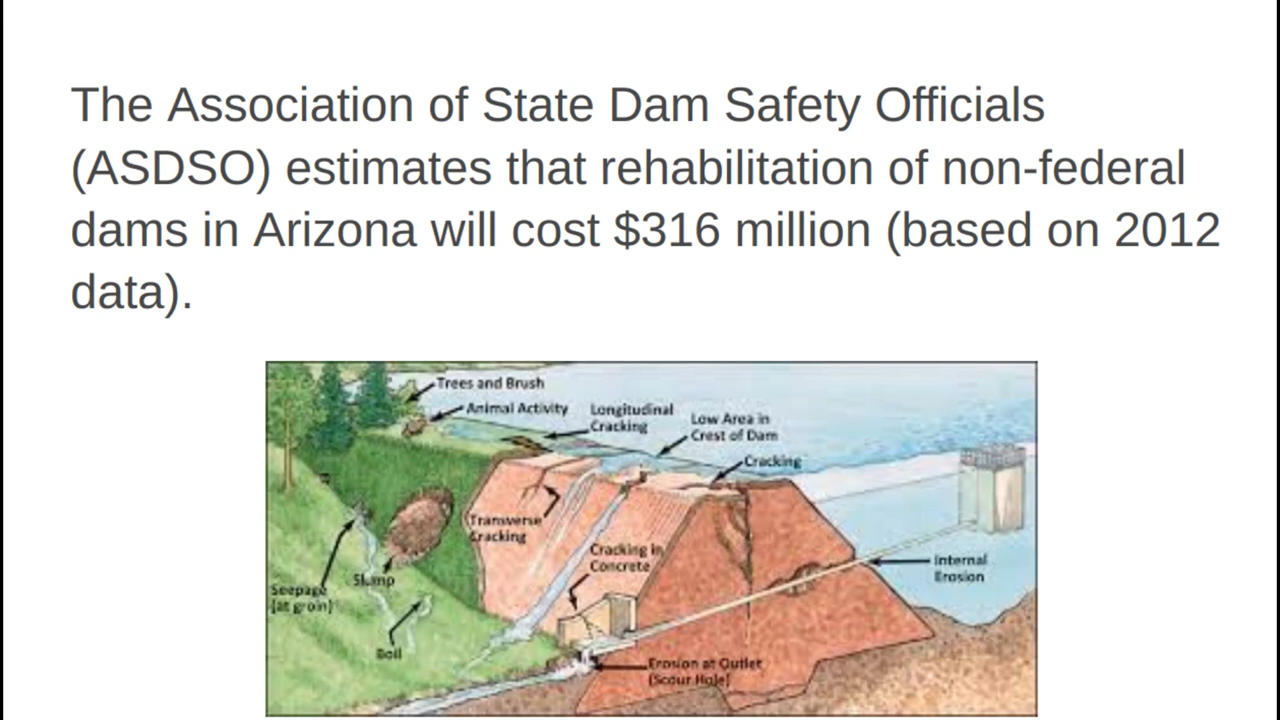 The Association of State Dam Safety Officials
(ASDSO) estimates that rehabilitation of non-federal
dams in Arizona will cost $316 million (based on 2012
data).
Trees and Brush
Animal Activity
Longitudinal
Cracking
Low Area in
Crest of Dam
Cracking
Transverse
Cracking
Cracking in
Concrete
Internal
Erosion
Seepage
(at groin)
Slump
Boil
Erosion at Outlet
(Scour Hole)